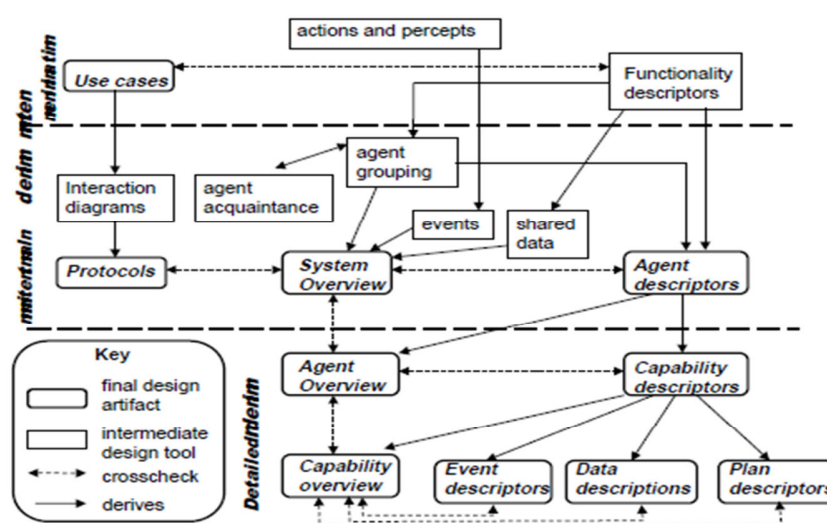 actions and percepts
Use cases
Functionality
descriptors
agent
grouping
Interaction
diagrams
agent
acquaintance
events
shared
data
Protocols
System
Overview
Agent
descriptors
Key
final design
artifact
intermediate
design tool
crosscheck
derives
Agent
Overview
Capability
descriptors
Capability
overview
Event
descriptors
Data
descriptions
Plan
descriptors